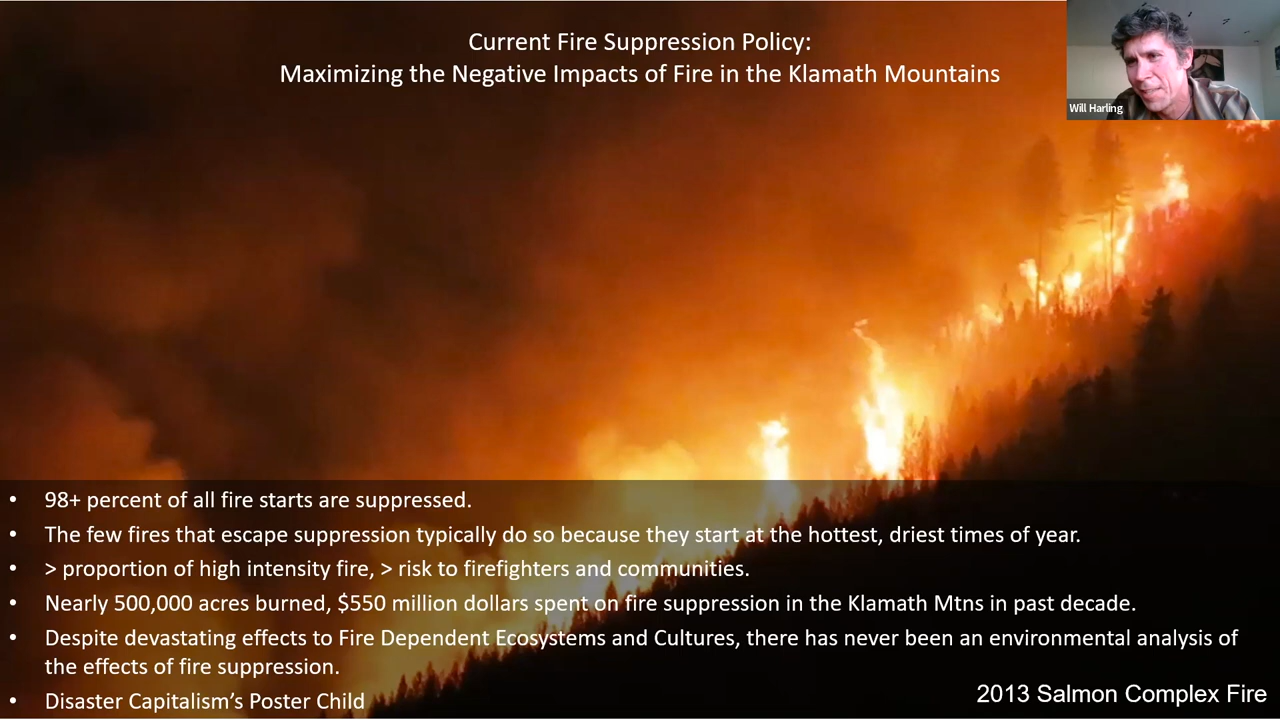 Current Fire Suppression Policy:
Maximizing the Negative Impacts of Fire in the Klamath Mountains
Will Harling
• 98+ percent of all fire starts are suppressed.
• The few fires that escape suppression typically do so because they start at the hottest, driest times of year.
• > proportion of high intensity fire, > risk to firefighters and communities.
• Nearly 500,000 acres burned, $550 million dollars spent on fire suppression in the Klamath Mtns in past decade.
• Despite devastating effects to Fire Dependent Ecosystems and Cultures, there has never been an environmental analysis of
the effects of fire suppression.
• Disaster Capitalism’s Poster Child
2013 Salmon Complex Fire